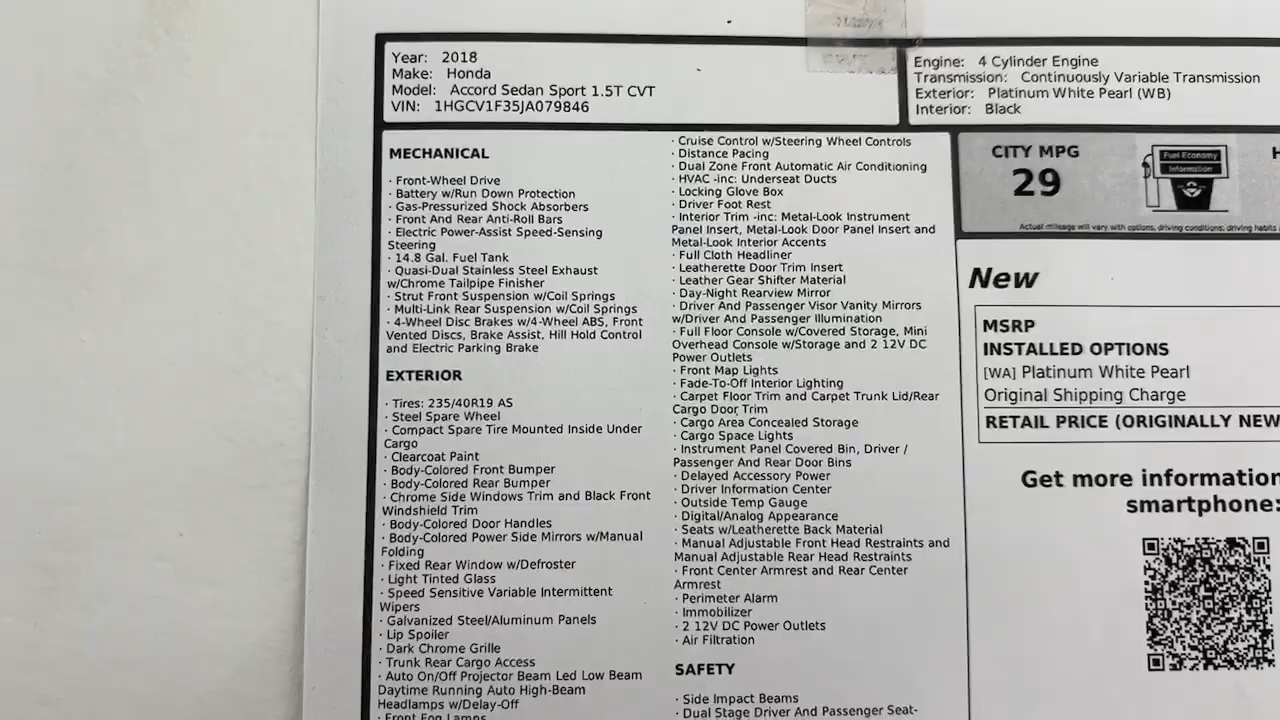 Year: 2018
Make: Honda
Model: Accord Sedan Sport 1.5T CVT
VIN: 1HGCV1F35JA079846
Engine: 4 Cylinder Engine
Transmission: Continuously Variable Transmission
Exterior: Platinum White Pearl (WB)
Interior: Black
MECHANICAL
· Front-Wheel Drive
· Battery w/Run Down Protection
· Gas-Pressurized Shock Absorbers
· Front And Rear Anti-Roll Bars
· Electric Power-Assist Speed-Sensing
Steering
· 14.8 Gal. Fuel Tank
· Quasi-Dual Stainless Steel Exhaust
w/Chrome Tailpipe Finisher
· Strut Front Suspension w/Coil Springs
· Multi-Link Rear Suspension w/Coil Springs
· 4-Wheel Disc Brakes w/4-Wheel ABS, Front
Vented Discs, Brake Assist, Hill Hold Control
and Electric Parking Brake
EXTERIOR
· Tires: 235/40R19 AS
· Steel Spare Wheel
· Compact Spare Tire Mounted Inside Under
Cargo
· Clearcoat Paint
· Body-Colored Front Bumper
· Body-Colored Rear Bumper
· Chrome Side Windows Trim and Black Front
Windshield Trim
· Body-Colored Door Handles
· Body-Colored Power Side Mirrors w/Manual
Folding
· Fixed Rear Window w/Defroster
· Light Tinted Glass
· Speed Sensitive Variable Intermittent
Wipers
· Galvanized Steel/Aluminum Panels
· Lip Spoiler
· Dark Chrome Grille
· Trunk Rear Cargo Access
· Auto On/Off Projector Beam Led Low Beam
Daytime Running Auto High-Beam
Headlamps w/Delay-Off
· Front Fog Lamps
· Cruise Control w/Steering Wheel Controls
· Distance Pacing
· Dual Zone Front Automatic Air Conditioning
· HVAC -inc: Underseat Ducts
· Locking Glove Box
· Driver Foot Rest
· Interior Trim -inc: Metal-Look Instrument
Panel Insert, Metal-Look Door Panel Insert and
Metal-Look Interior Accents
· Full Cloth Headliner
· Leatherette Door Trim Insert
· Leather Gear Shifter Material
· Day-Night Rearview Mirror
· Driver And Passenger Visor Vanity Mirrors
w/Driver And Passenger Illumination
· Full Floor Console w/Covered Storage, Mini
Overhead Console w/Storage and 2 12V DC
Power Outlets
· Front Map Lights
· Fade-To-Off Interior Lighting
· Carpet Floor Trim and Carpet Trunk Lid/Rear
Cargo Door Trim
· Cargo Area Concealed Storage
· Cargo Space Lights
· Instrument Panel Covered Bin, Driver /
Passenger And Rear Door Bins
· Delayed Accessory Power
· Driver Information Center
· Outside Temp Gauge
· Digital/Analog Appearance
· Seats w/Leatherette Back Material
· Manual Adjustable Front Head Restraints and
Manual Adjustable Rear Head Restraints
· Front Center Armrest and Rear Center
Armrest
· Perimeter Alarm
· Immobilizer
· 2 12V DC Power Outlets
· Air Filtration
SAFETY
· Side Impact Beams
· Dual Stage Driver And Passenger Seat-
CITY MPG
29
Fuel Economy
Information
H
Actual mileage will vary with options, driving conditions, driving habits
New
MSRP
INSTALLED OPTIONS
[WA] Platinum White Pearl
Original Shipping Charge
RETAIL PRICE (ORIGINALLY NEW
Get more information
smartphone: